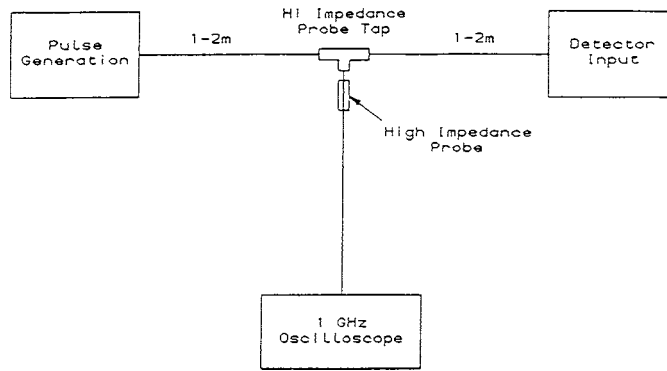 Hi Impedance
Probe Tap
Pulse
Generation
1-2m
1-2m
Detector
Input
High Impedance
Probe
1 GHz
Oscilloscope